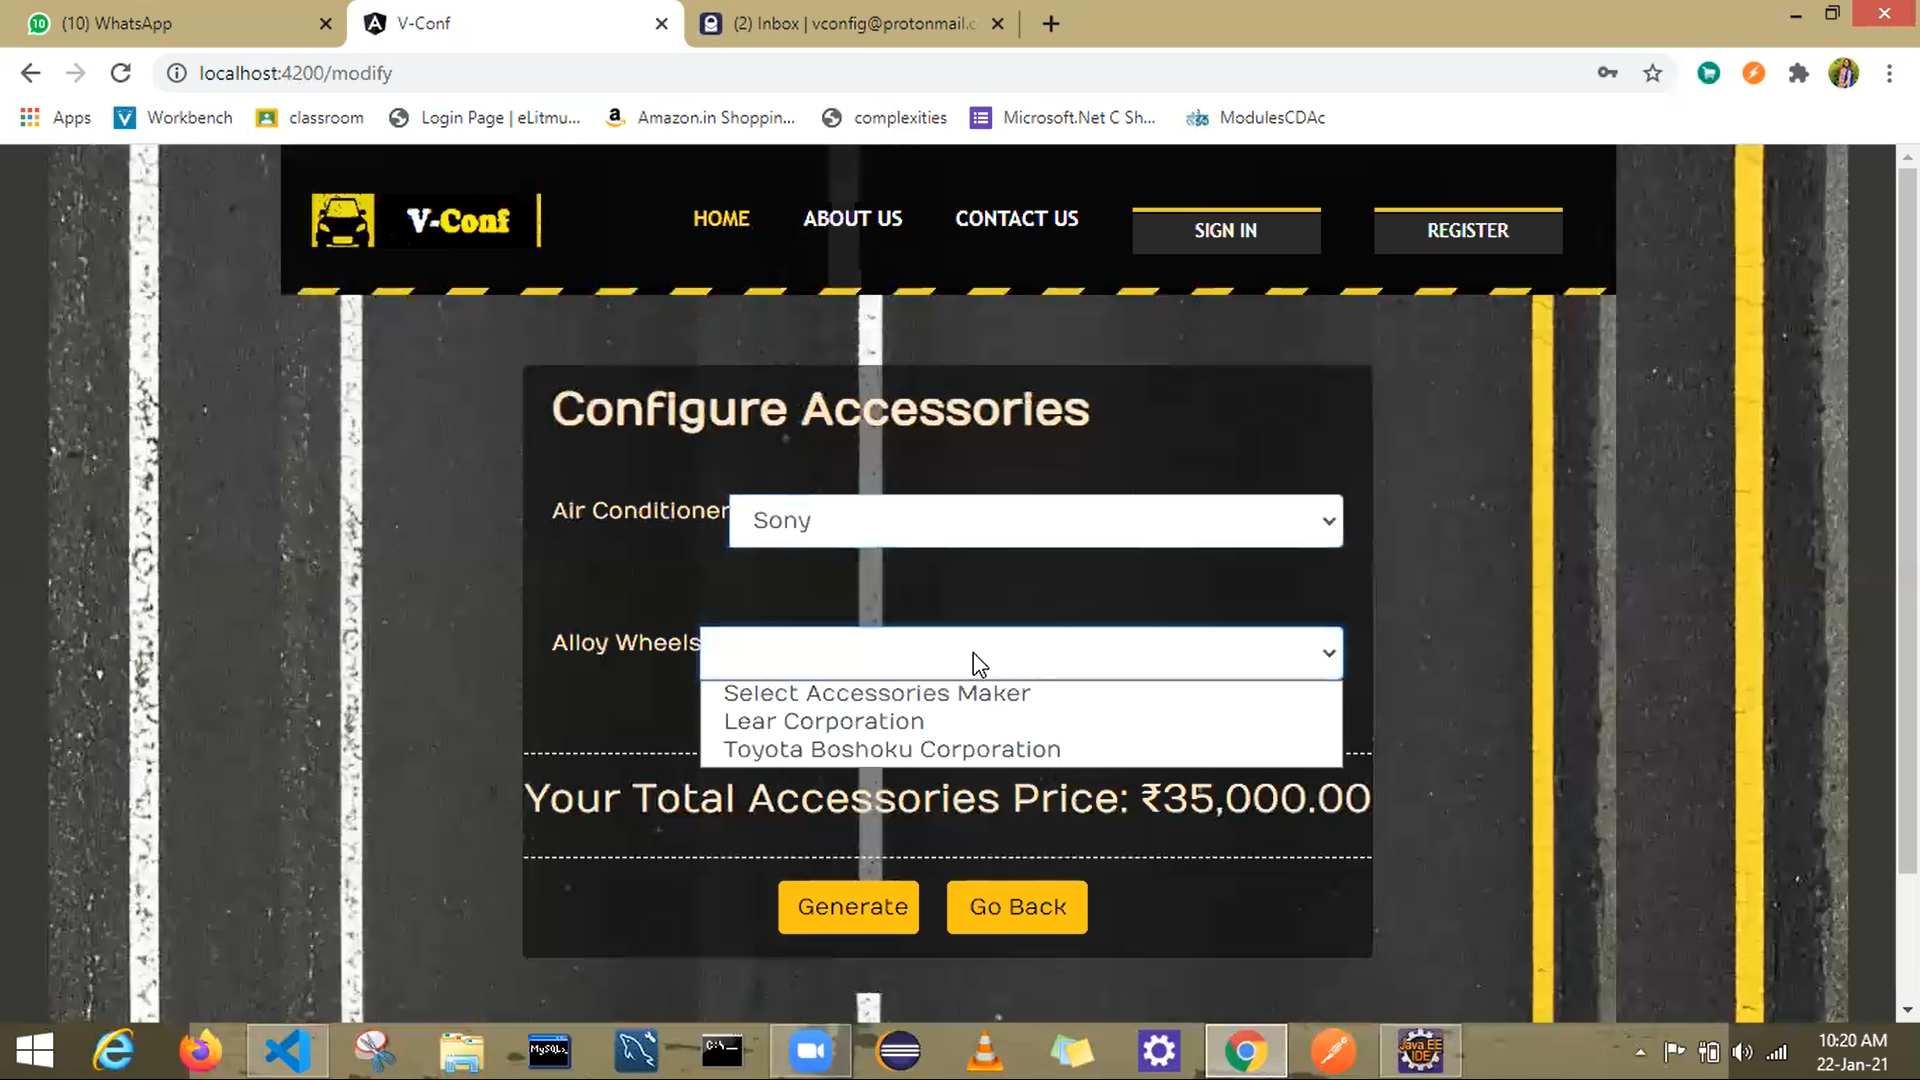 (10) WhatsApp
V-Conf
(2) Inbox | vconfig@protonmail.c
localhost:4200/modify
Apps
Workbench
classroom
Login Page | eLitmu...
Amazon.in Shoppin...
complexities
Microsoft.Net C Sh...
ModulesCDAc
V-Conf
HOME
ABOUT US
CONTACT US
SIGN IN
REGISTER
Configure Accessories
Air Conditioner
Sony
Alloy Wheels
Select Accessories Maker
Lear Corporation
Toyota Boshoku Corporation
Your Total Accessories Price: ₹35,000.00
Generate
Go Back
MySQL
C:\
Java EE
IDE
10:20 AM
22-Jan-21